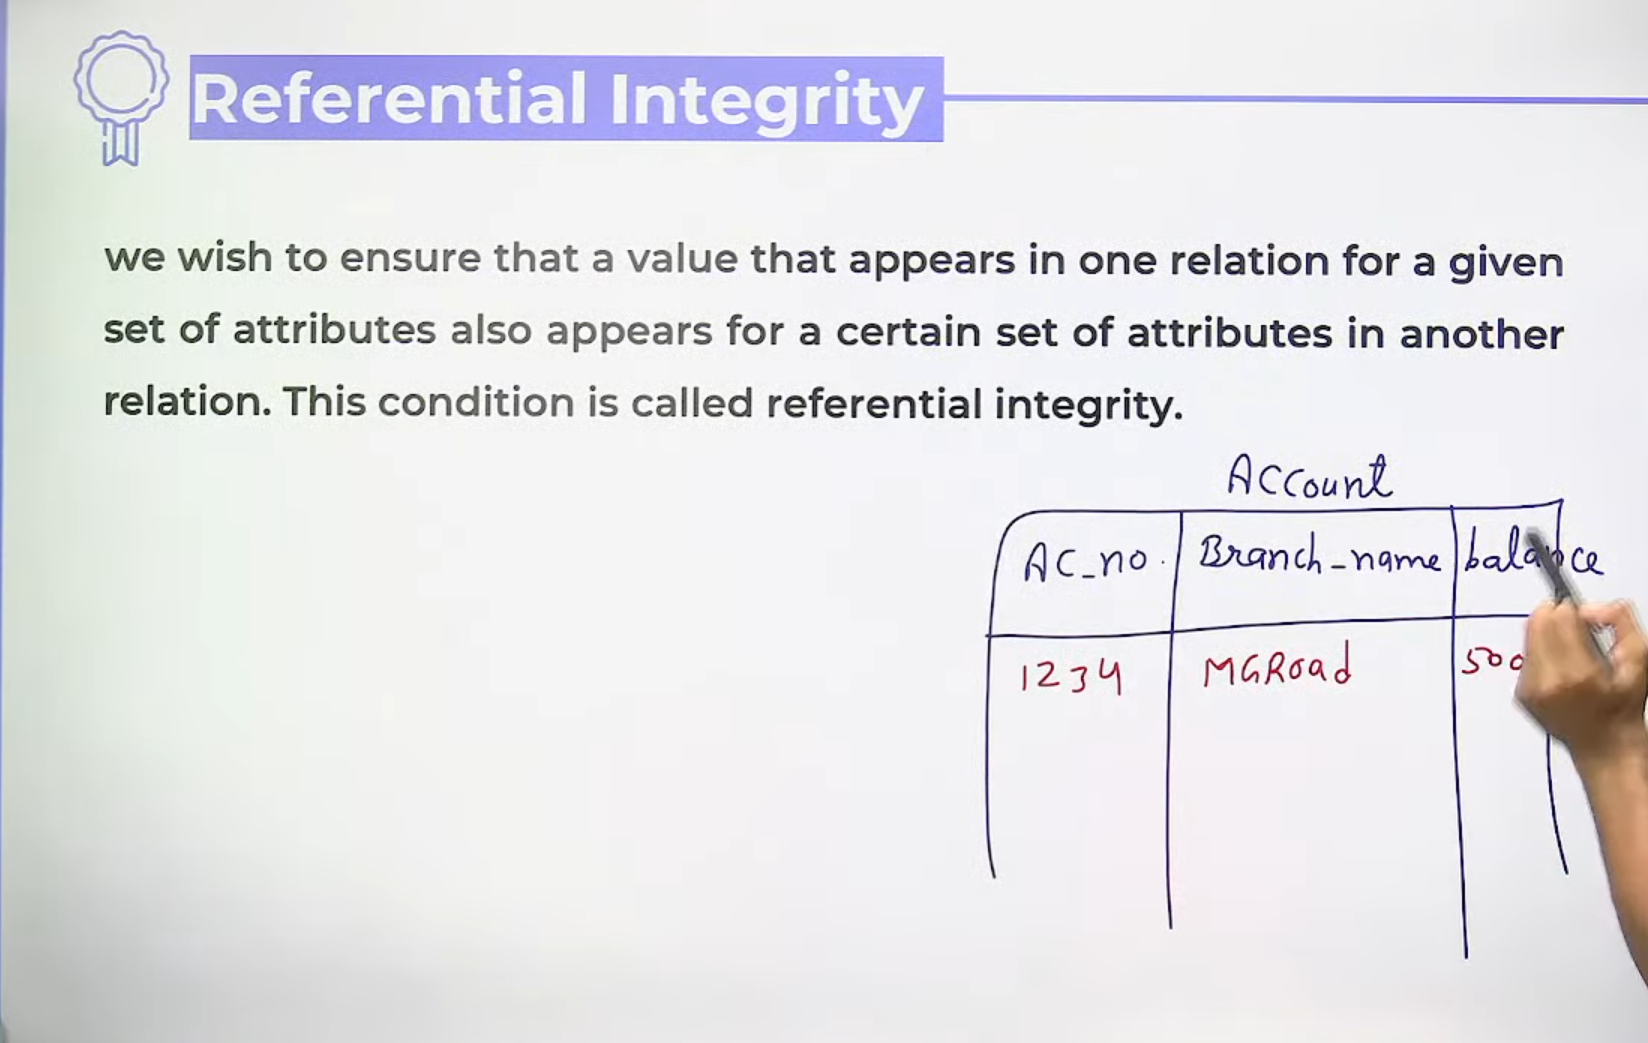 Referential Integrity
we wish to ensure that a value that appears in one relation for a given
set of attributes also appears for a certain set of attributes in another
relation. This condition is called referential integrity.
Account
AC_no. Branch_name balance
1234 MGRoad